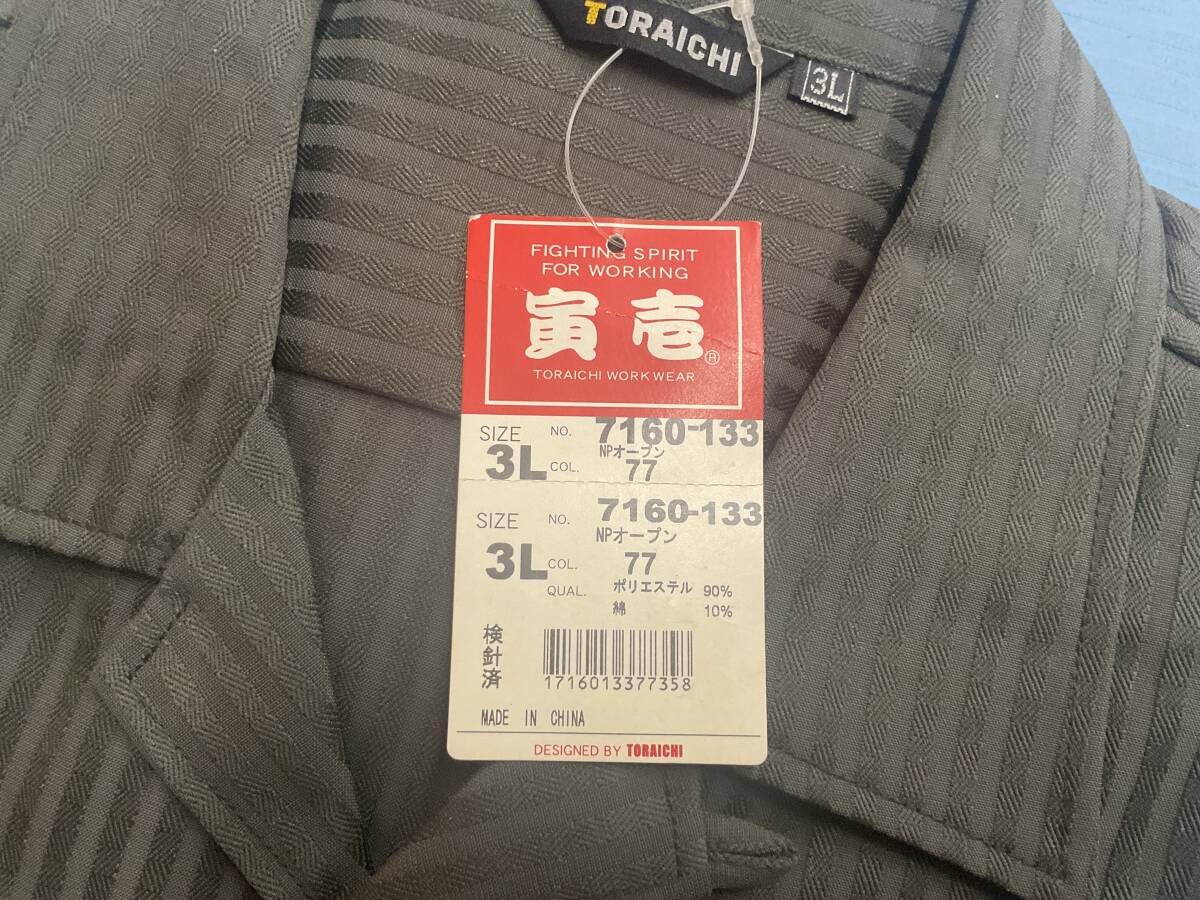 TORAICHI
3L
FIGHTING SPIRIT
FOR WORKING
寅壱®
TORAICHI WORK WEAR
SIZE NO. 7160-133
NPオープン
3L COL. 77
SIZE NO. 7160-133
NPオープン
3L COL. 77
QUAL. ポリエステル 90%
綿 10%
検針済
1716013377358
MADE IN CHINA
DESIGNED BY TORAICHI